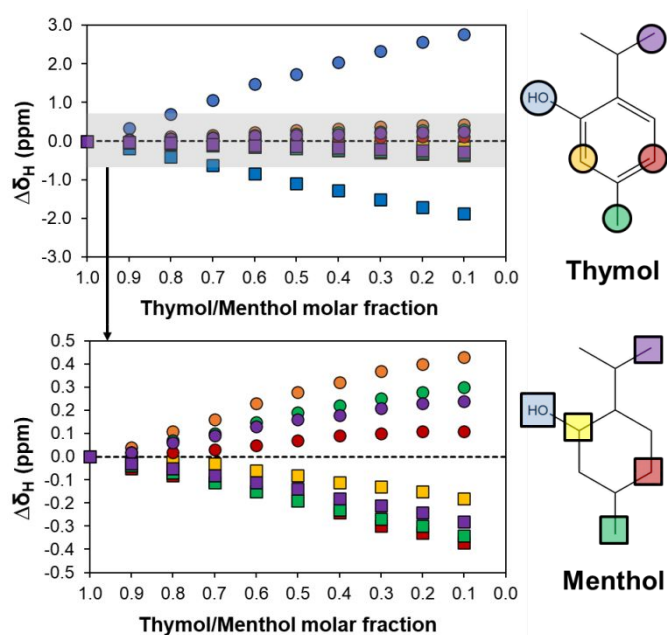 3.0
2.0
1.0
0.0
-1.0
-2.0
-3.0
ΔδH (ppm)
1.0 0.9 0.8 0.7 0.6 0.5 0.4 0.3 0.2 0.1 0.0
Thymol/Menthol molar fraction
HO
Thymol
0.5
0.4
0.3
0.2
0.1
0.0
-0.1
-0.2
-0.3
-0.4
-0.5
ΔδH (ppm)
1.0 0.9 0.8 0.7 0.6 0.5 0.4 0.3 0.2 0.1 0.0
Thymol/Menthol molar fraction
HO
Menthol